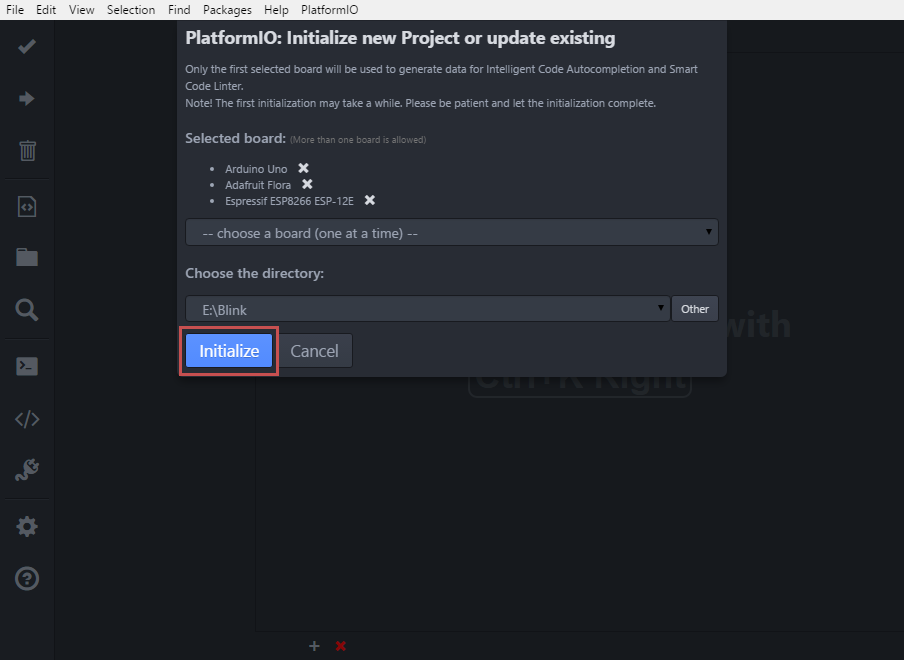 File Edit View Selection Find Packages Help PlatformIO
PlatformIO: Initialize new Project or update existing
Only the first selected board will be used to generate data for Intelligent Code Autocompletion and Smart
Code Linter.
Note! The first initialization may take a while. Please be patient and let the initialization complete.
Selected board: (More than one board is allowed)
Arduino Uno
Adafruit Flora
Espressif ESP8266 ESP-12E
-- choose a board (one at a time) --
Choose the directory:
E:\Blink
Other
with
Initialize Cancel
Ctrl+K Right